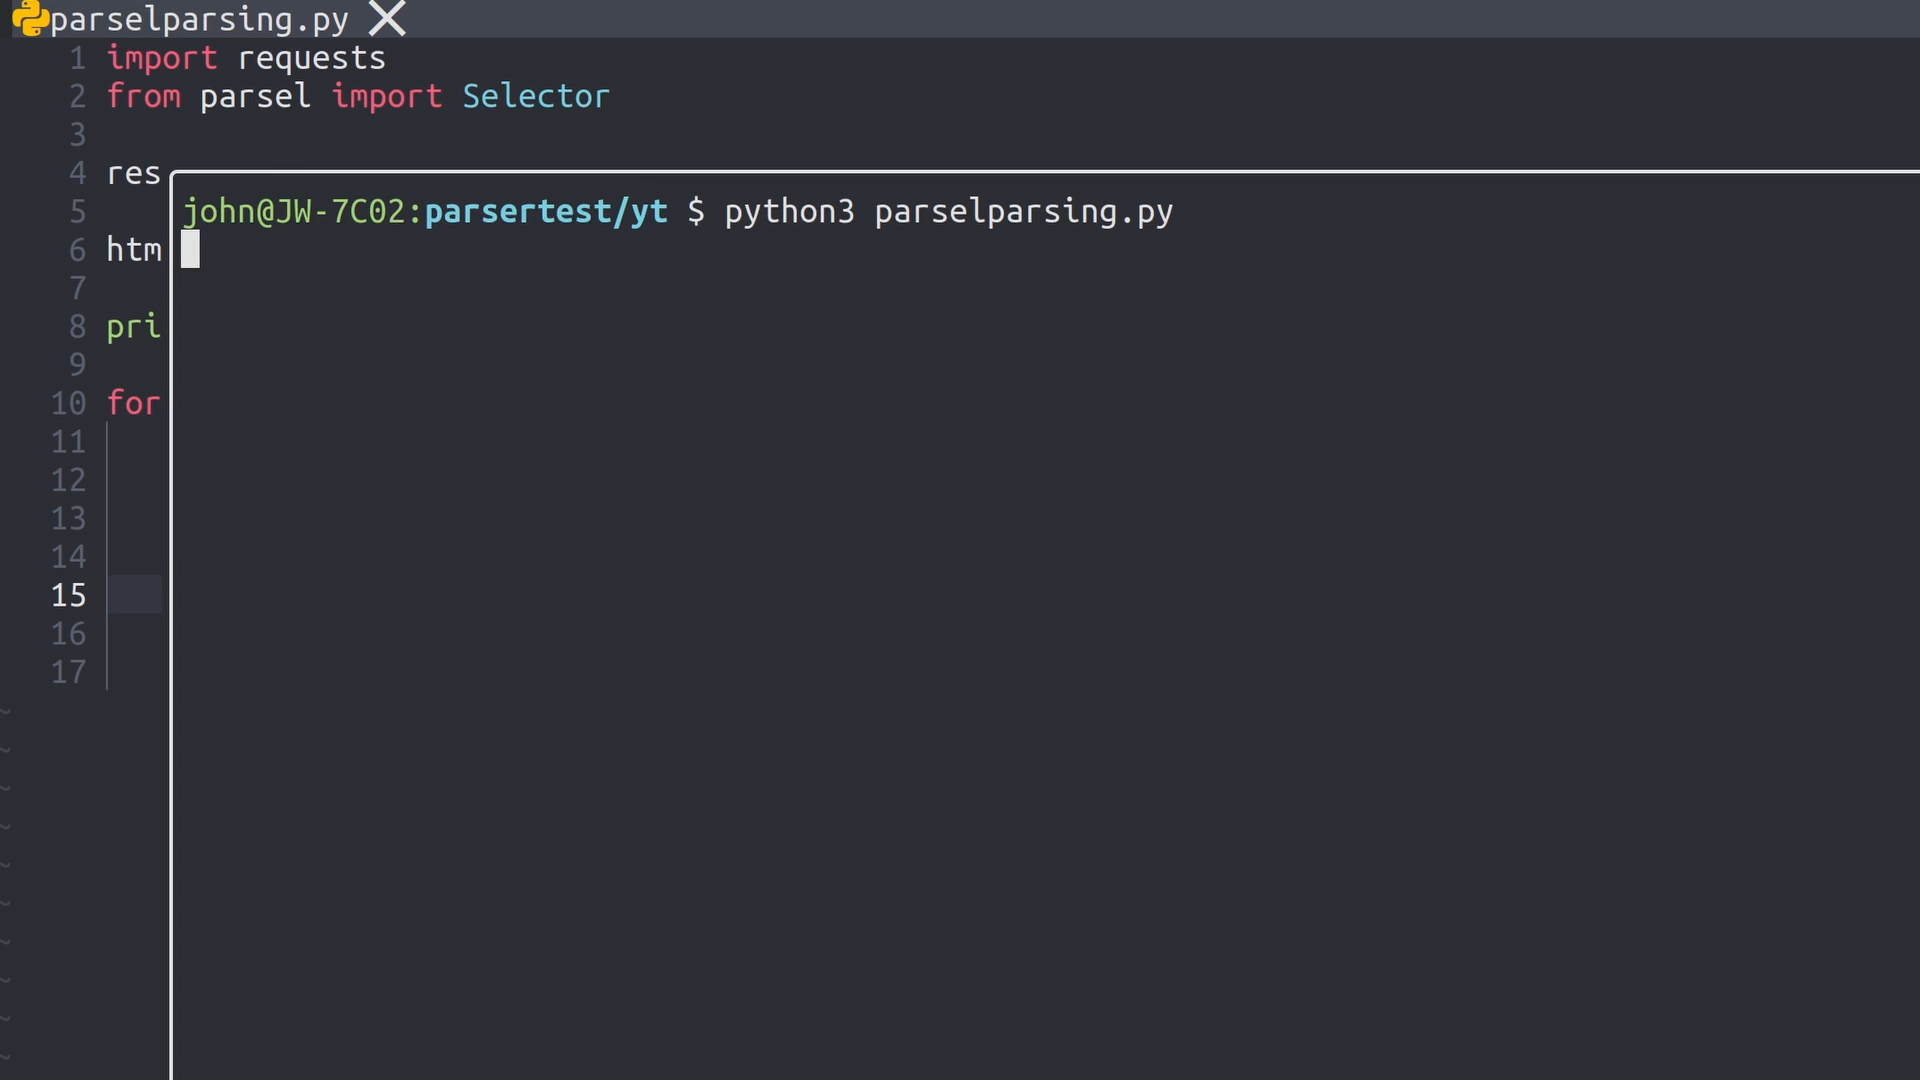 parselparsing.py
1 import requests
2 from parsel import Selector
3
4 res
5
6 htm
7
8 pri
9
10 for
11
12
13
14
15
16
17
john@JW-7C02:parsertest/yt $ python3 parselparsing.py
~
~
~
~
~
~
~
~
~
~